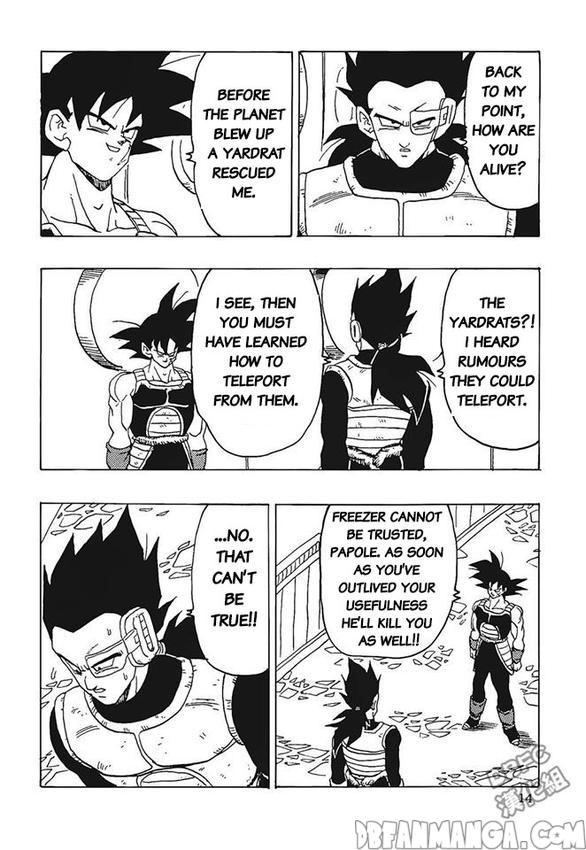 BACK
TO MY
POINT,
HOW ARE
YOU
ALIVE?
BEFORE
THE PLANET
BLEW UP
A YARDRAT
RESCUED
ME.
THE
YARDRATS?!
I HEARD
RUMOURS
THEY COULD
TELEPORT.
I SEE, THEN
YOU MUST
HAVE LEARNED
HOW TO
TELEPORT
FROM THEM.
FREEZER CANNOT
BE TRUSTED,
PAPOLE. AS SOON
AS YOU'VE
OUTLIVED YOUR
USEFULNESS
HE'LL KILL YOU
AS WELL!!
...NO.
THAT
CAN'T
BE
TRUE!!
汉化组
14
DBFANMANGA.COM